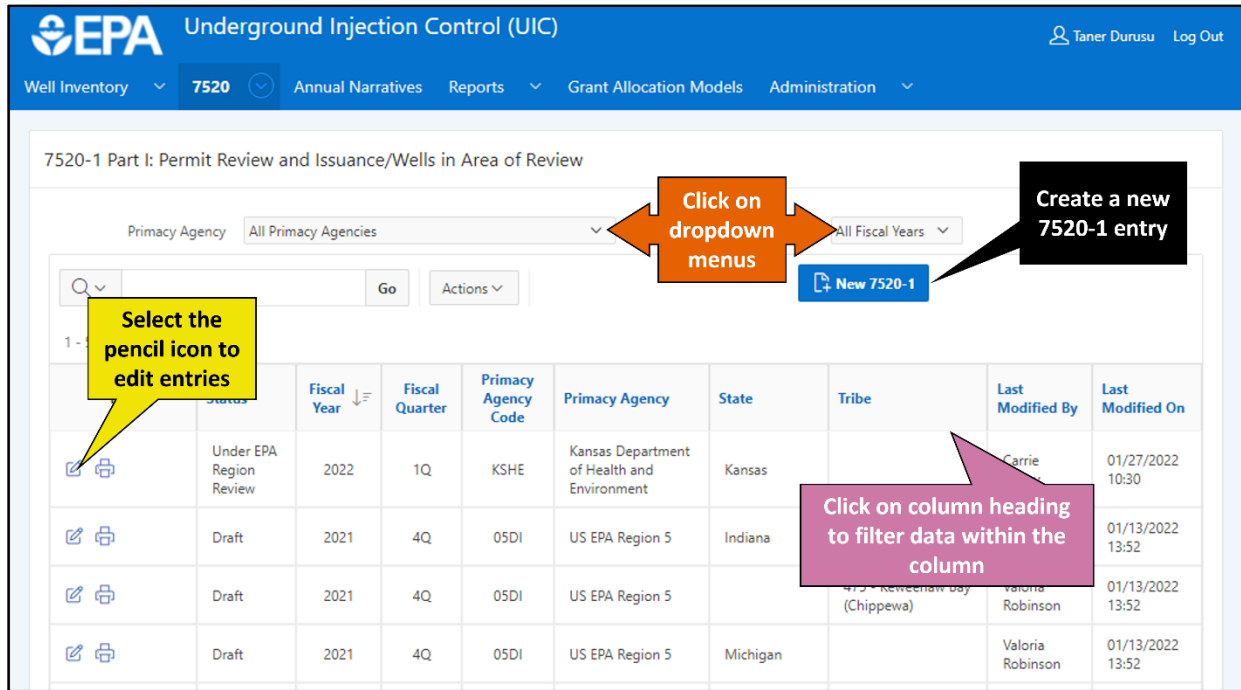 EPA
Underground Injection Control (UIC)
Taner Durusu Log Out
Well Inventory 7520 Annual Narratives Reports Grant Allocation Models Administration
7520-1 Part I: Permit Review and Issuance/Wells in Area of Review
Primacy Agency All Primacy Agencies
Click on
dropdown
menus
All Fiscal Years
Create a new
7520-1 entry
Go Actions
New 7520-1
1 -
Select the
pencil icon to
edit entries
Status
Fiscal
Year
Fiscal
Quarter
Primacy
Agency
Code
Primacy Agency
State
Tribe
Last
Modified By
Last
Modified On
Under EPA
Region
Review
2022
1Q
KSHE
Kansas Department
of Health and
Environment
Kansas
Carrie
01/27/2022
10:30
Click on column heading
to filter data within the
column
Draft
2021
4Q
05DI
US EPA Region 5
Indiana
01/13/2022
13:52
Draft
2021
4Q
05DI
US EPA Region 5
475 - Keweenaw Bay
(Chippewa)
Valoria
Robinson
01/13/2022
13:52
Draft
2021
4Q
05DI
US EPA Region 5
Michigan
Valoria
Robinson
01/13/2022
13:52